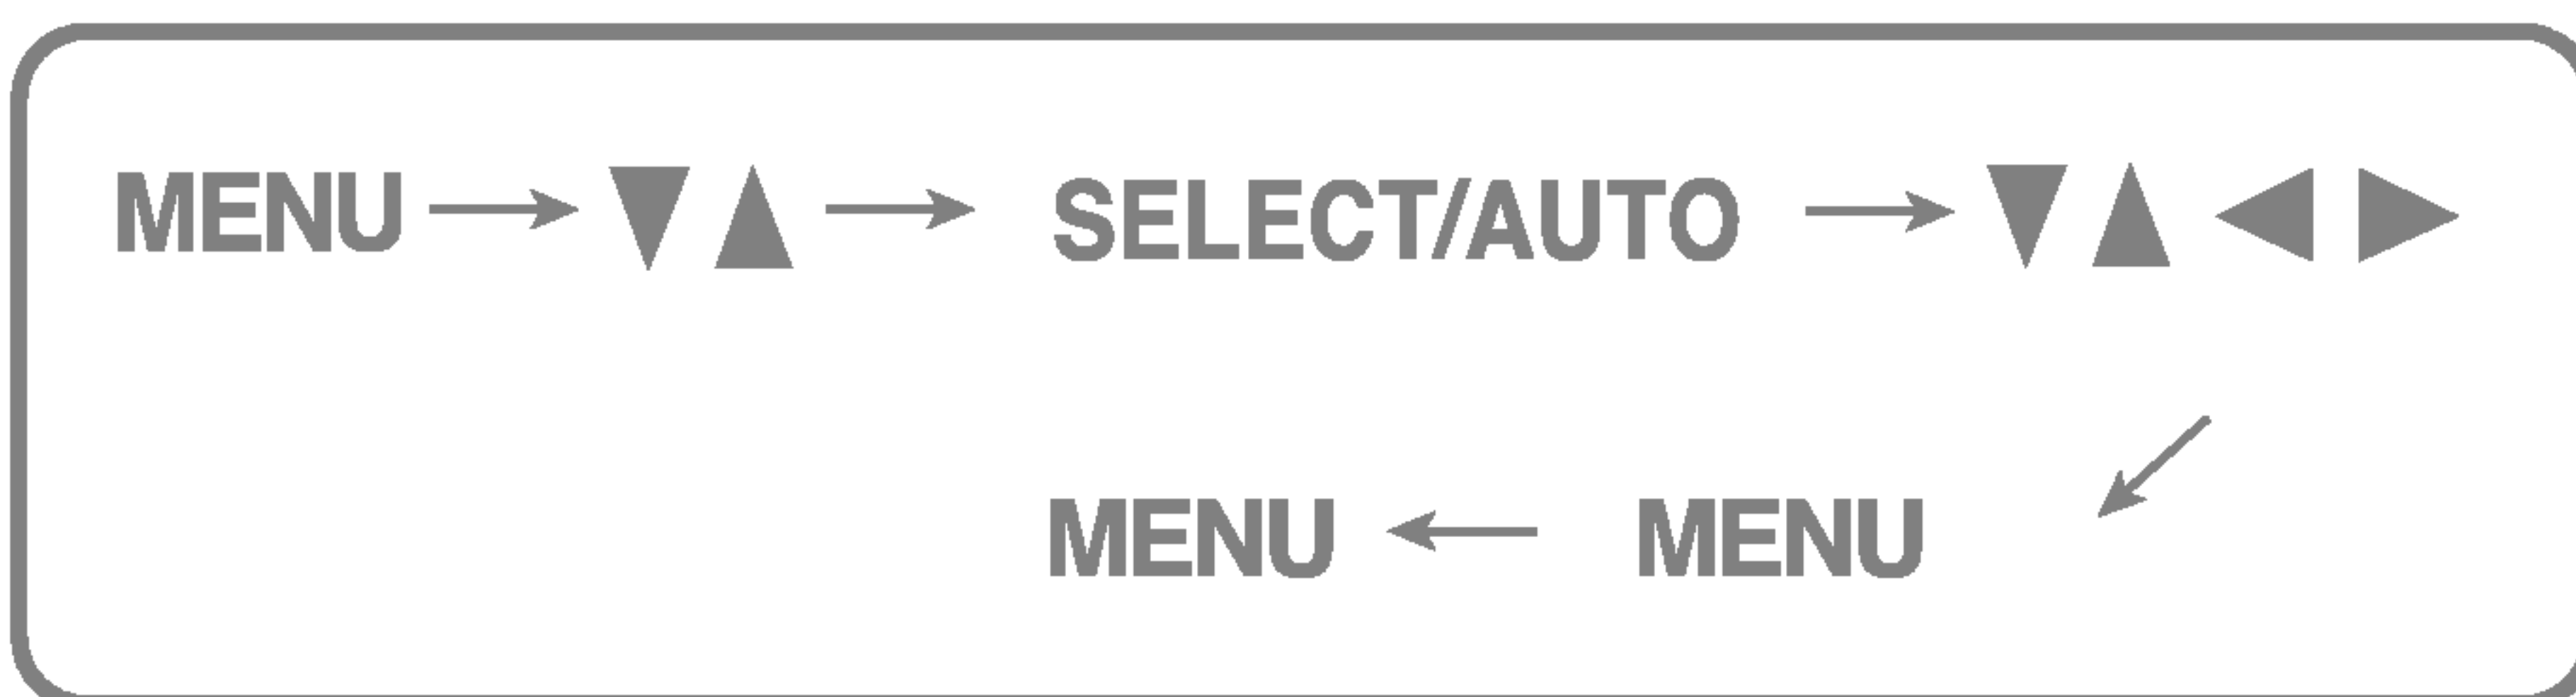 MENU → ▼ ▲ → SELECT/AUTO → ▼ ▲ ◀ ▶
MENU ← MENU